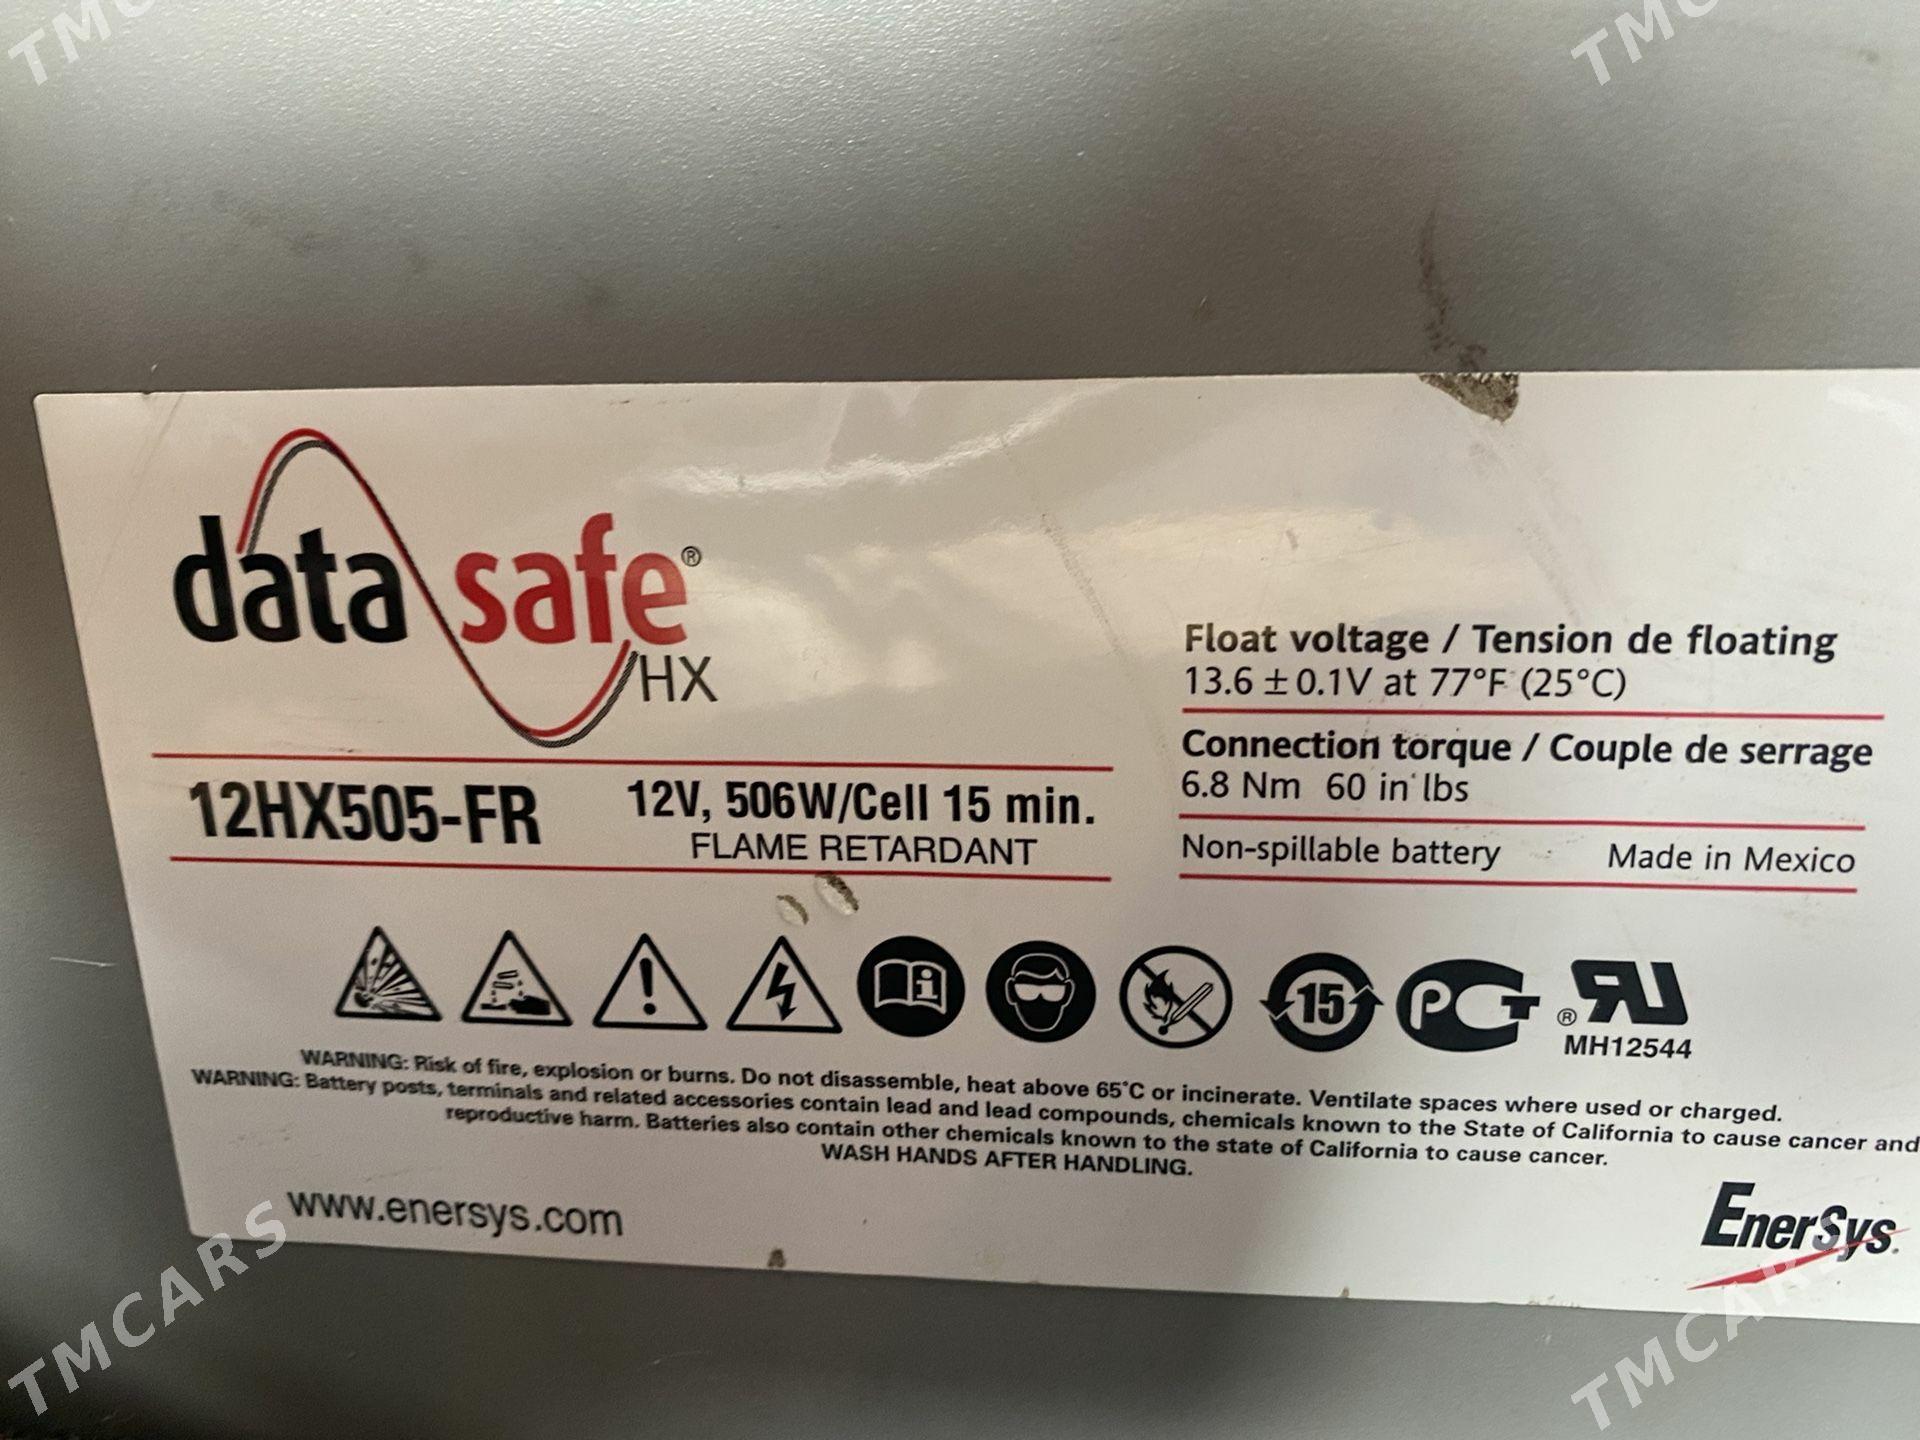 TMCARS
TMCARS
data safe®
HX
12HX505-FR
12V, 506W/Cell 15 min.
FLAME RETARDANT
Float voltage / Tension de floating
13.6 ± 0.1V at 77°F (25°C)
Connection torque / Couple de serrage
6.8 Nm 60 in lbs
Non-spillable battery
Made in Mexico
15
PCT
®
MH12544
WARNING: Risk of fire, explosion or burns. Do not disassemble, heat above 65°C or incinerate. Ventilate spaces where used or charged.
WARNING: Battery posts, terminals and related accessories contain lead and lead compounds, chemicals known to the State of California to cause cancer and
reproductive harm. Batteries also contain other chemicals known to the state of California to cause cancer.
WASH HANDS AFTER HANDLING.
www.enersys.com
EnerSys.
TMCARS
TMCARS